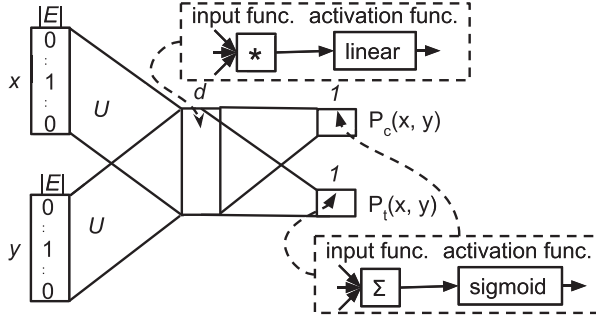 input func. activation func.
* linear
|E|
x
0
:
1
:
0
U
d
1
P_c(x, y)
|E|
y
0
:
1
:
0
U
1
P_t(x, y)
input func. activation func.
Σ sigmoid